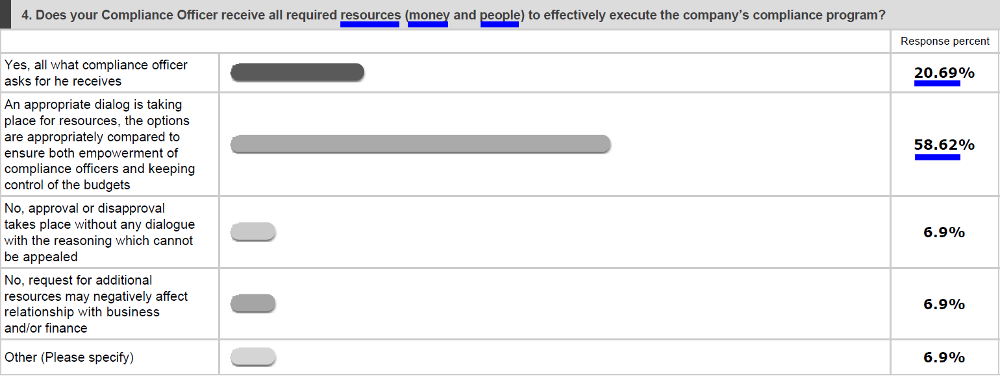 4. Does your Compliance Officer receive all required resources (money and people) to effectively execute the company’s compliance program?
Response percent
Yes, all what compliance officer
asks for he receives
20.69%
An appropriate dialog is taking
place for resources, the options
are appropriately compared to
ensure both empowerment of
compliance officers and keeping
control of the budgets
58.62%
No, approval or disapproval
takes place without any dialogue
with the reasoning which cannot
be appealed
6.9%
No, request for additional
resources may negatively affect
relationship with business
and/or finance
6.9%
Other (Please specify)
6.9%